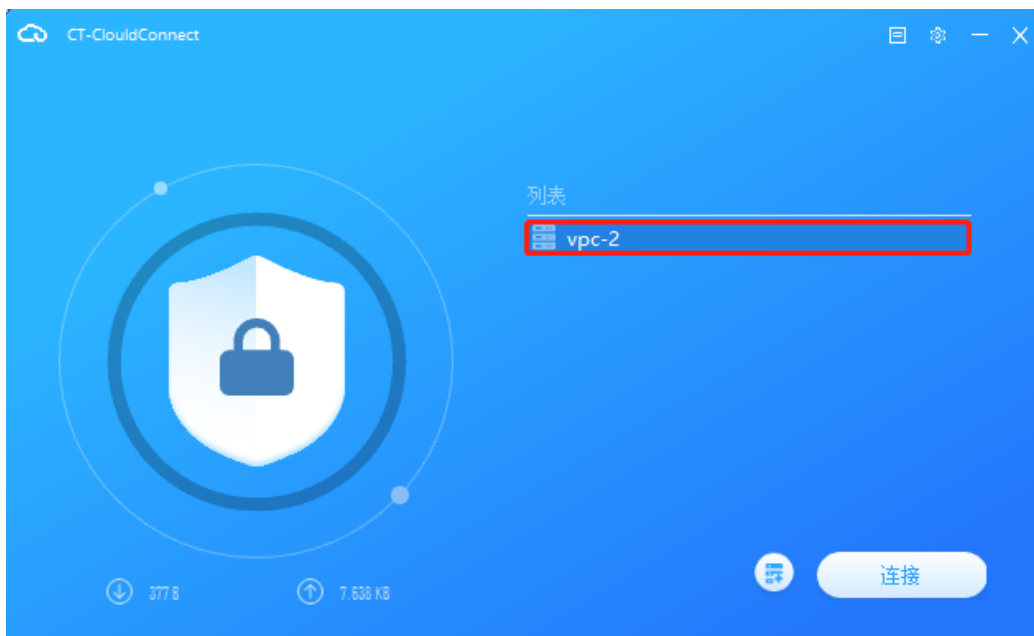 CT-ClouldConnect
列表
vpc-2
377 B
7.638 KB
连接